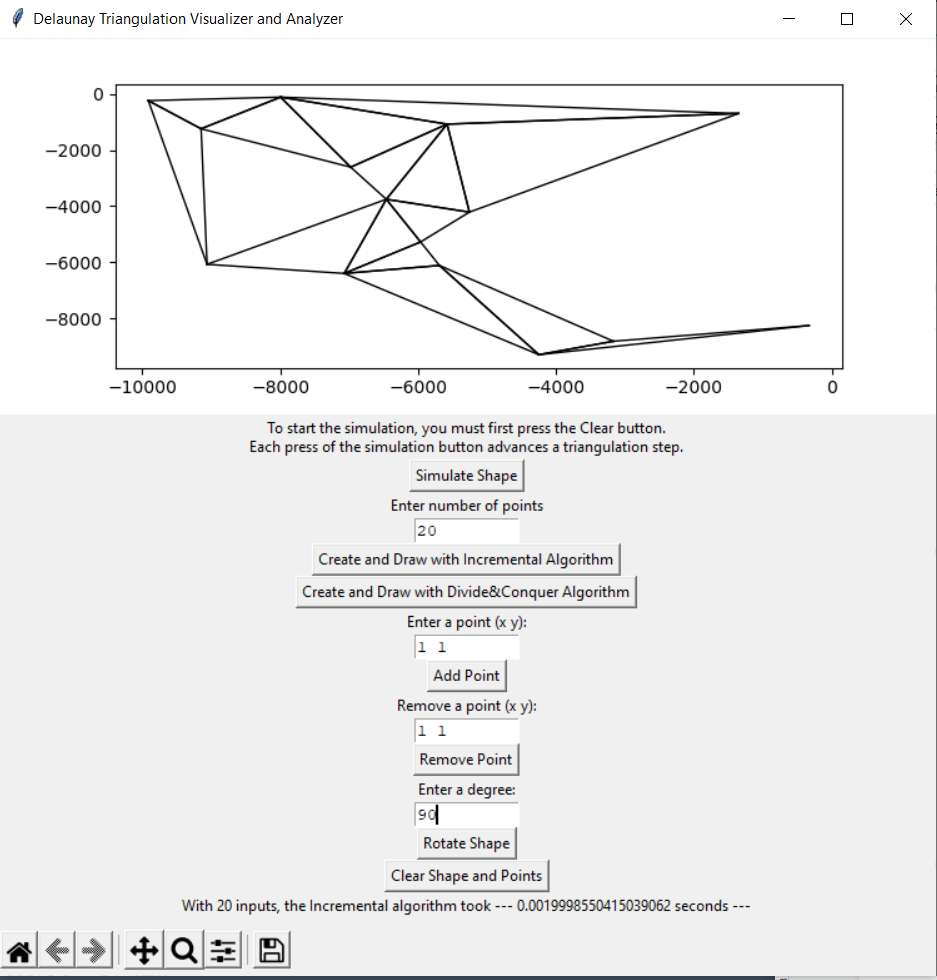 Delaunay Triangulation Visualizer and Analyzer
0
−2000
−4000
−6000
−8000
−10000 −8000 −6000 −4000 −2000 0
To start the simulation, you must first press the Clear button.
Each press of the simulation button advances a triangulation step.
Simulate Shape
Enter number of points
20
Create and Draw with Incremental Algorithm
Create and Draw with Divide&Conquer Algorithm
Enter a point (x y):
1 1
Add Point
Remove a point (x y):
1 1
Remove Point
Enter a degree:
90
Rotate Shape
Clear Shape and Points
With 20 inputs, the Incremental algorithm took --- 0.0019998550415039062 seconds ---